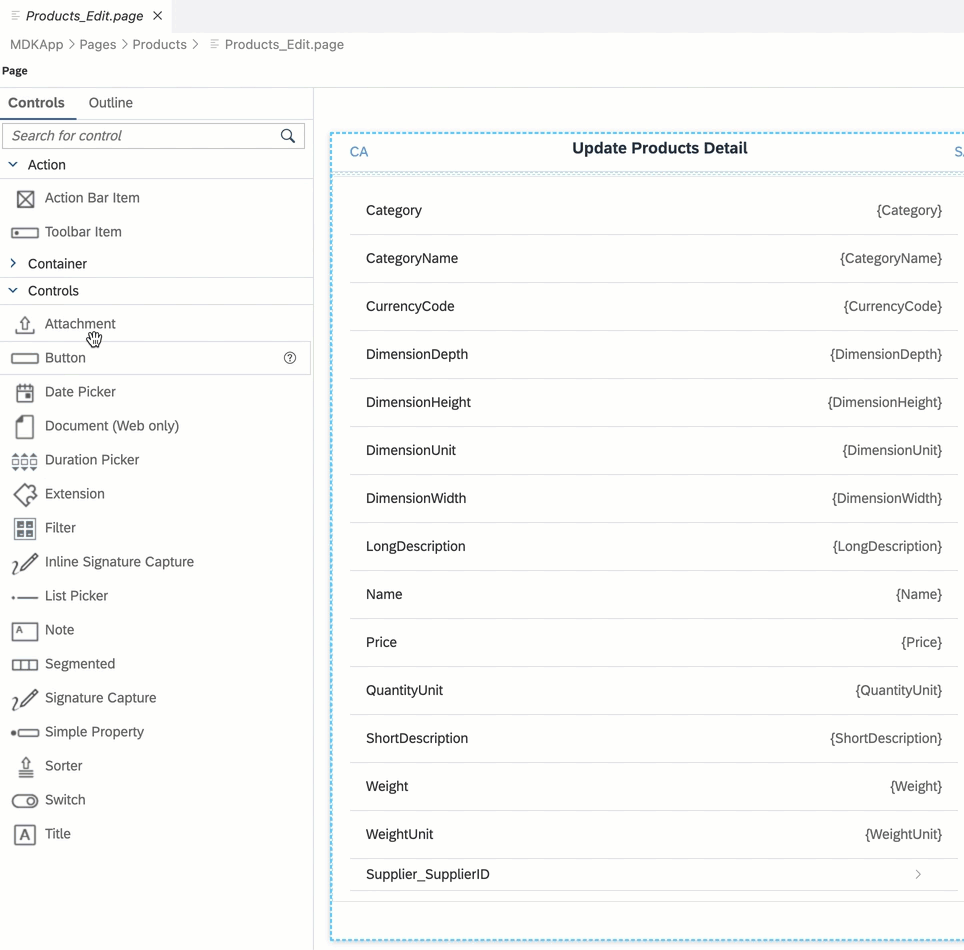 Products_Edit.page
MDKApp > Pages > Products > Products_Edit.page
Page
Controls Outline
Search for control
Action
Action Bar Item
Toolbar Item
Container
Controls
Attachment
Button
Date Picker
Document (Web only)
Duration Picker
Extension
Filter
Inline Signature Capture
List Picker
Note
Segmented
Signature Capture
Simple Property
Sorter
Switch
Title
CA Update Products Detail
Category {Category}
CategoryName {CategoryName}
CurrencyCode {CurrencyCode}
DimensionDepth {DimensionDepth}
DimensionHeight {DimensionHeight}
DimensionUnit {DimensionUnit}
DimensionWidth {DimensionWidth}
LongDescription {LongDescription}
Name {Name}
Price {Price}
QuantityUnit {QuantityUnit}
ShortDescription {ShortDescription}
Weight {Weight}
WeightUnit {WeightUnit}
Supplier_SupplierID